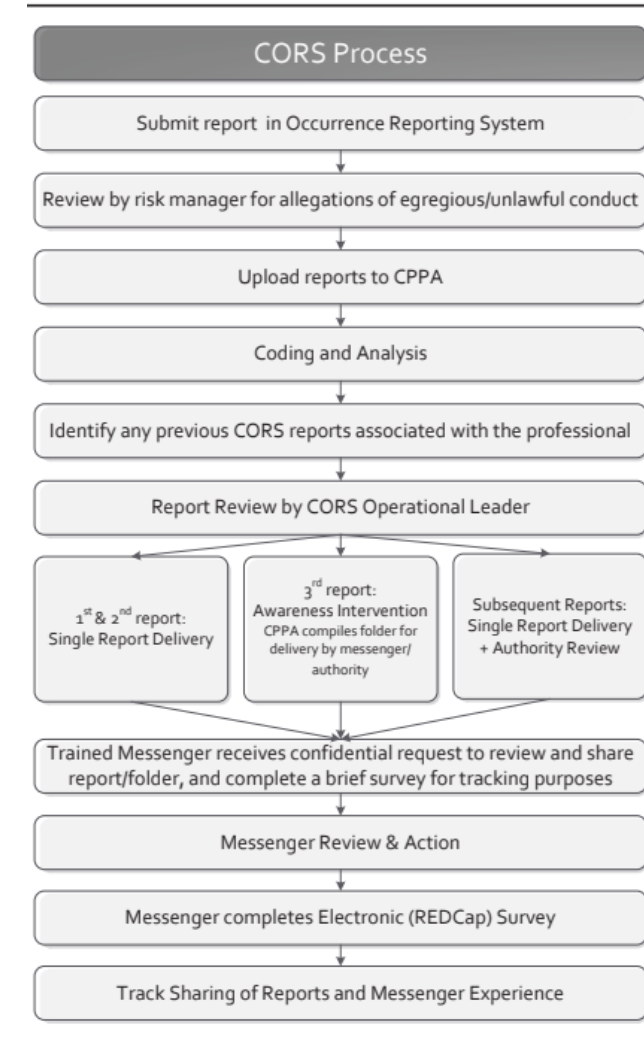 CORS Process
Submit report in Occurrence Reporting System
Review by risk manager for allegations of egregious/unlawful conduct
Upload reports to CPPA
Coding and Analysis
Identify any previous CORS reports associated with the professional
Report Review by CORS Operational Leader
1st & 2nd report:
Single Report Delivery
3rd report:
Awareness Intervention
CPPA compiles folder for
delivery by messenger/
authority
Subsequent Reports:
Single Report Delivery
+ Authority Review
Trained Messenger receives confidential request to review and share
report/folder, and complete a brief survey for tracking purposes
Messenger Review & Action
Messenger completes Electronic (REDCap) Survey
Track Sharing of Reports and Messenger Experience